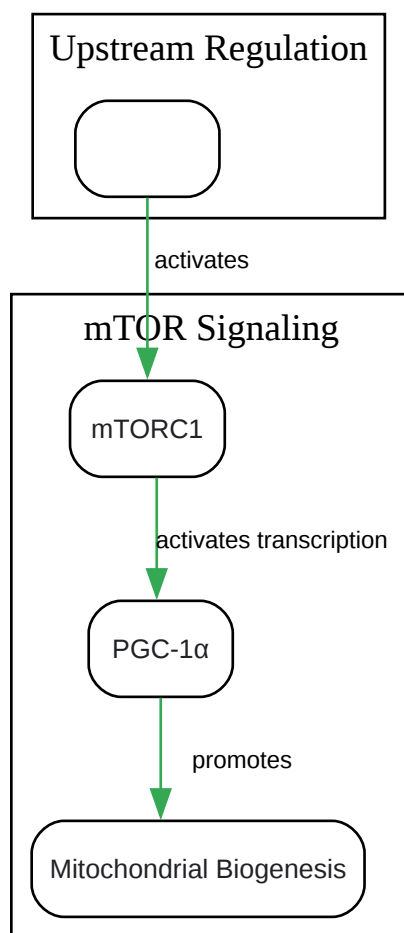 Upstream Regulation
activates
mTOR Signaling
mTORC1
activates transcription
PGC-1α
promotes
Mitochondrial Biogenesis